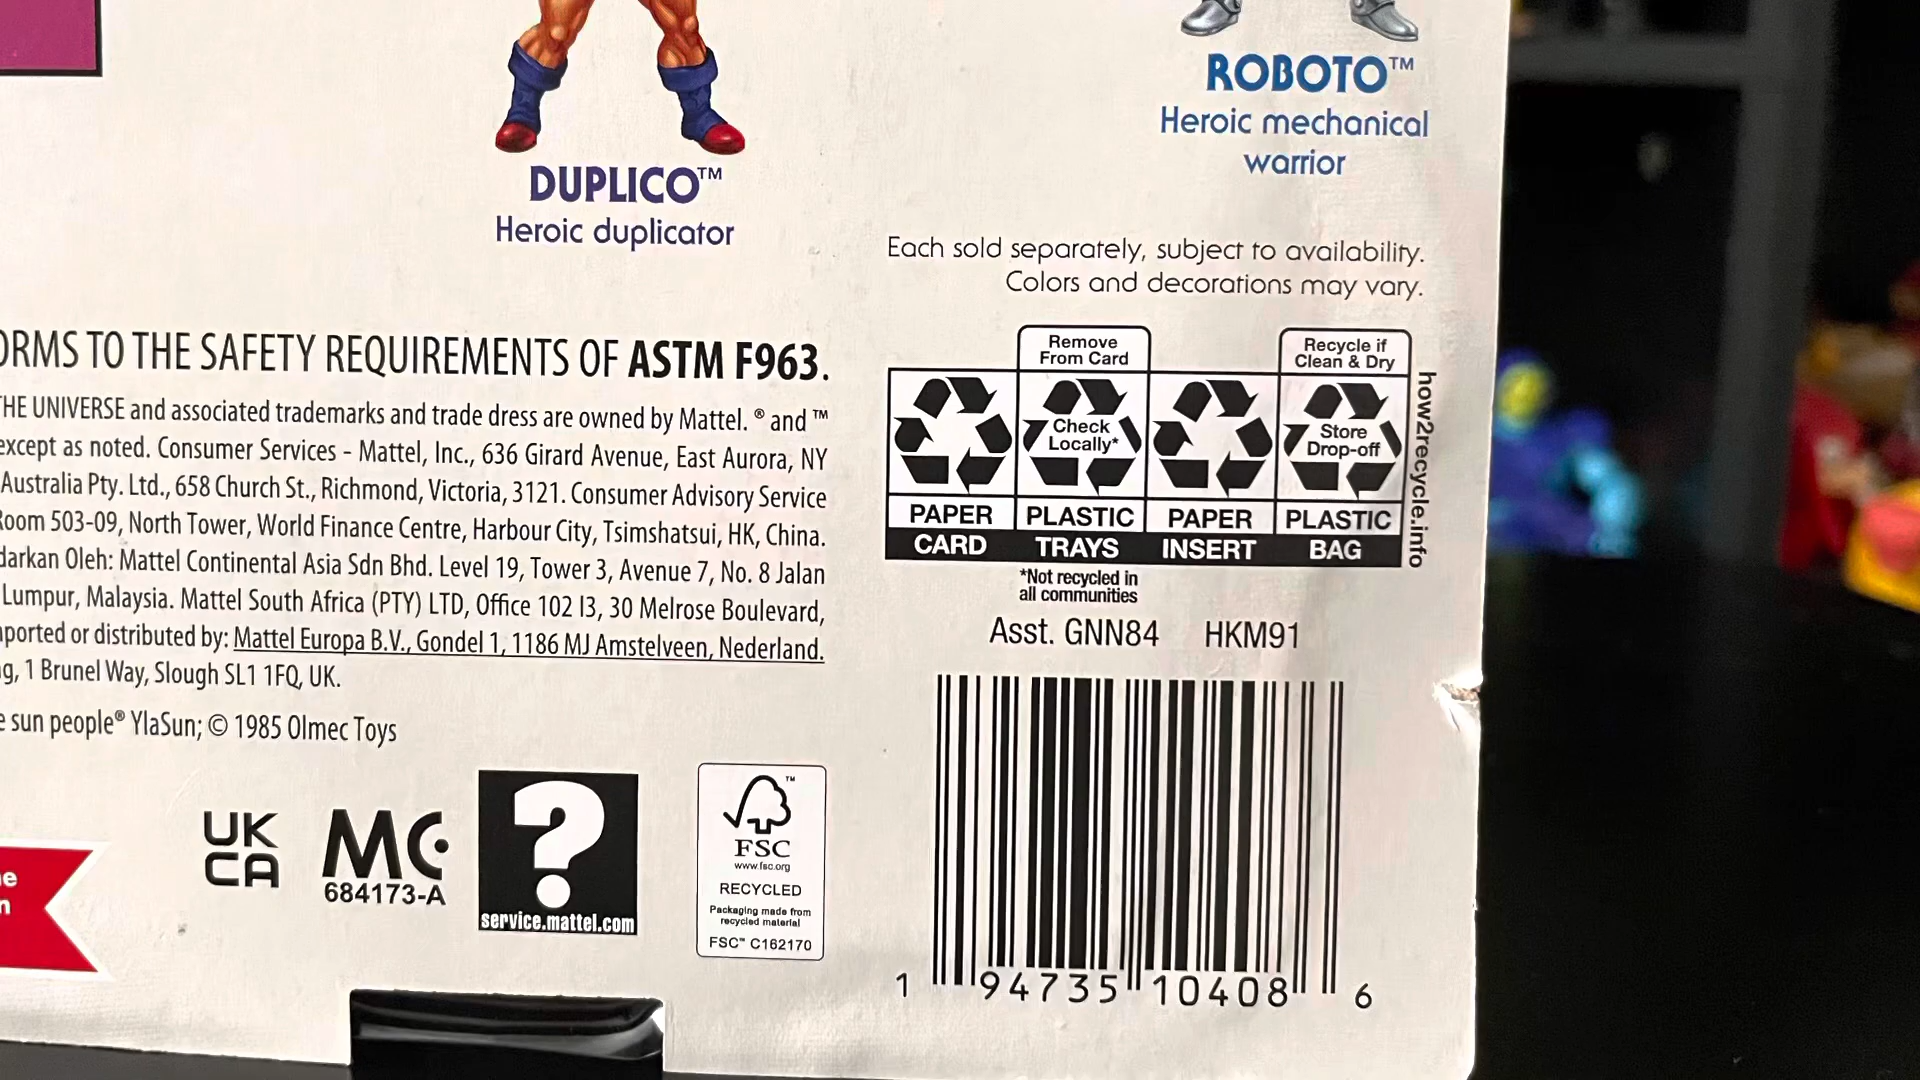 ROBOTO™
Heroic mechanical
warrior
DUPLICO™
Heroic duplicator
Each sold separately, subject to availability.
Colors and decorations may vary.
ORMS TO THE SAFETY REQUIREMENTS OF ASTM F963.
THE UNIVERSE and associated trademarks and trade dress are owned by Mattel. ® and ™
except as noted. Consumer Services - Mattel, Inc., 636 Girard Avenue, East Aurora, NY
Australia Pty. Ltd., 658 Church St., Richmond, Victoria, 3121. Consumer Advisory Service
Room 503-09, North Tower, World Finance Centre, Harbour City, Tsimshatsui, HK, China.
darkan Oleh: Mattel Continental Asia Sdn Bhd. Level 19, Tower 3, Avenue 7, No. 8 Jalan
Lumpur, Malaysia. Mattel South Africa (PTY) LTD, Office 102 I3, 30 Melrose Boulevard,
ported or distributed by: Mattel Europa B.V., Gondel 1, 1186 MJ Amstelveen, Nederland.
g, 1 Brunel Way, Slough SL1 1FQ, UK.
e sun people® YlaSun; © 1985 Olmec Toys
Remove
From Card
Recycle if
Clean & Dry
Check
Locally*
Store
Drop-off
PAPER PLASTIC PAPER PLASTIC
CARD TRAYS INSERT BAG
how2recycle.info
*Not recycled in
all communities
Asst. GNN84 HKM91
UK
CA
MC
684173-A
?
service.mattel.com
™
FSC
www.fsc.org
RECYCLED
Packaging made from
recycled material
FSC™ C162170
e
n
1 94735 10408 6